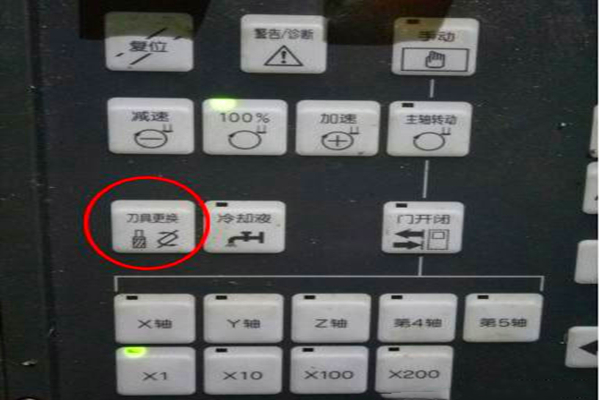 复位
警告/诊断
手动
减速
100%
加速
主轴转动
刀具更换
冷却液
门开闭
X轴
Y轴
Z轴
第4轴
第5轴
X1
X10
X100
X200